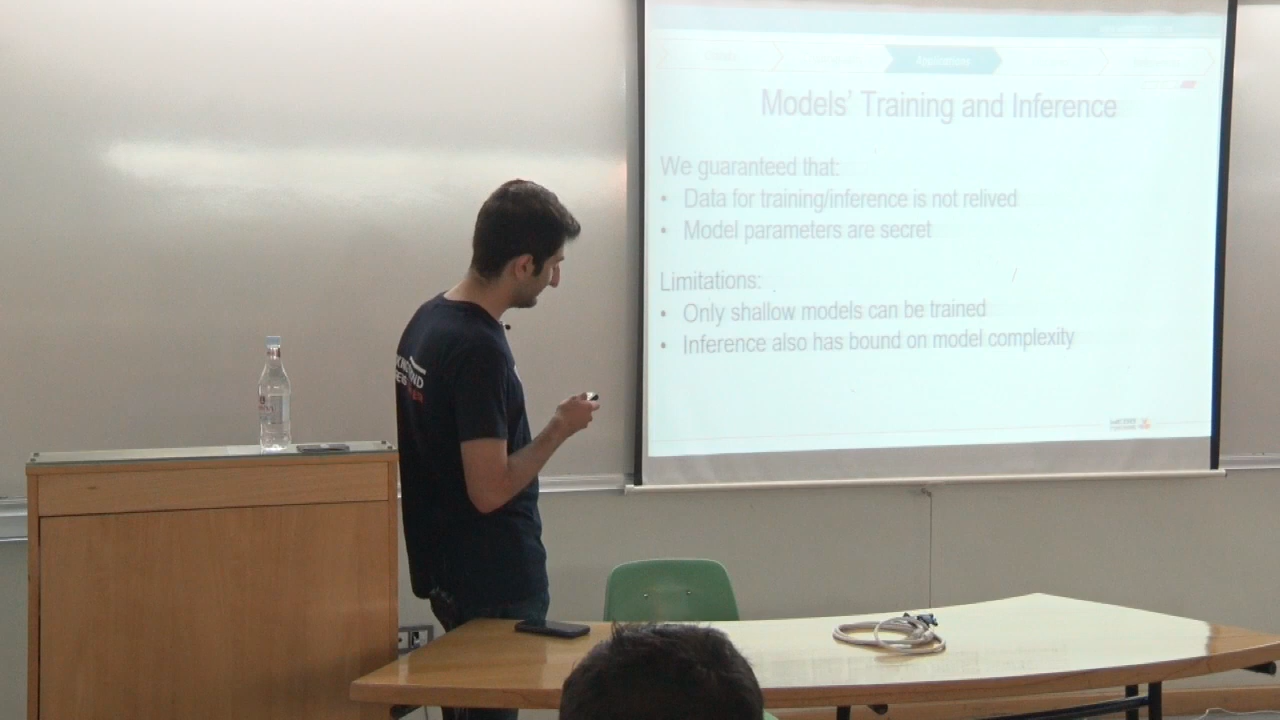 Applications
Models' Training and Inference
We guaranteed that:
• Data for training/inference is not relived
• Model parameters are secret
Limitations:
• Only shallow models can be trained
• Inference also has bound on model complexity